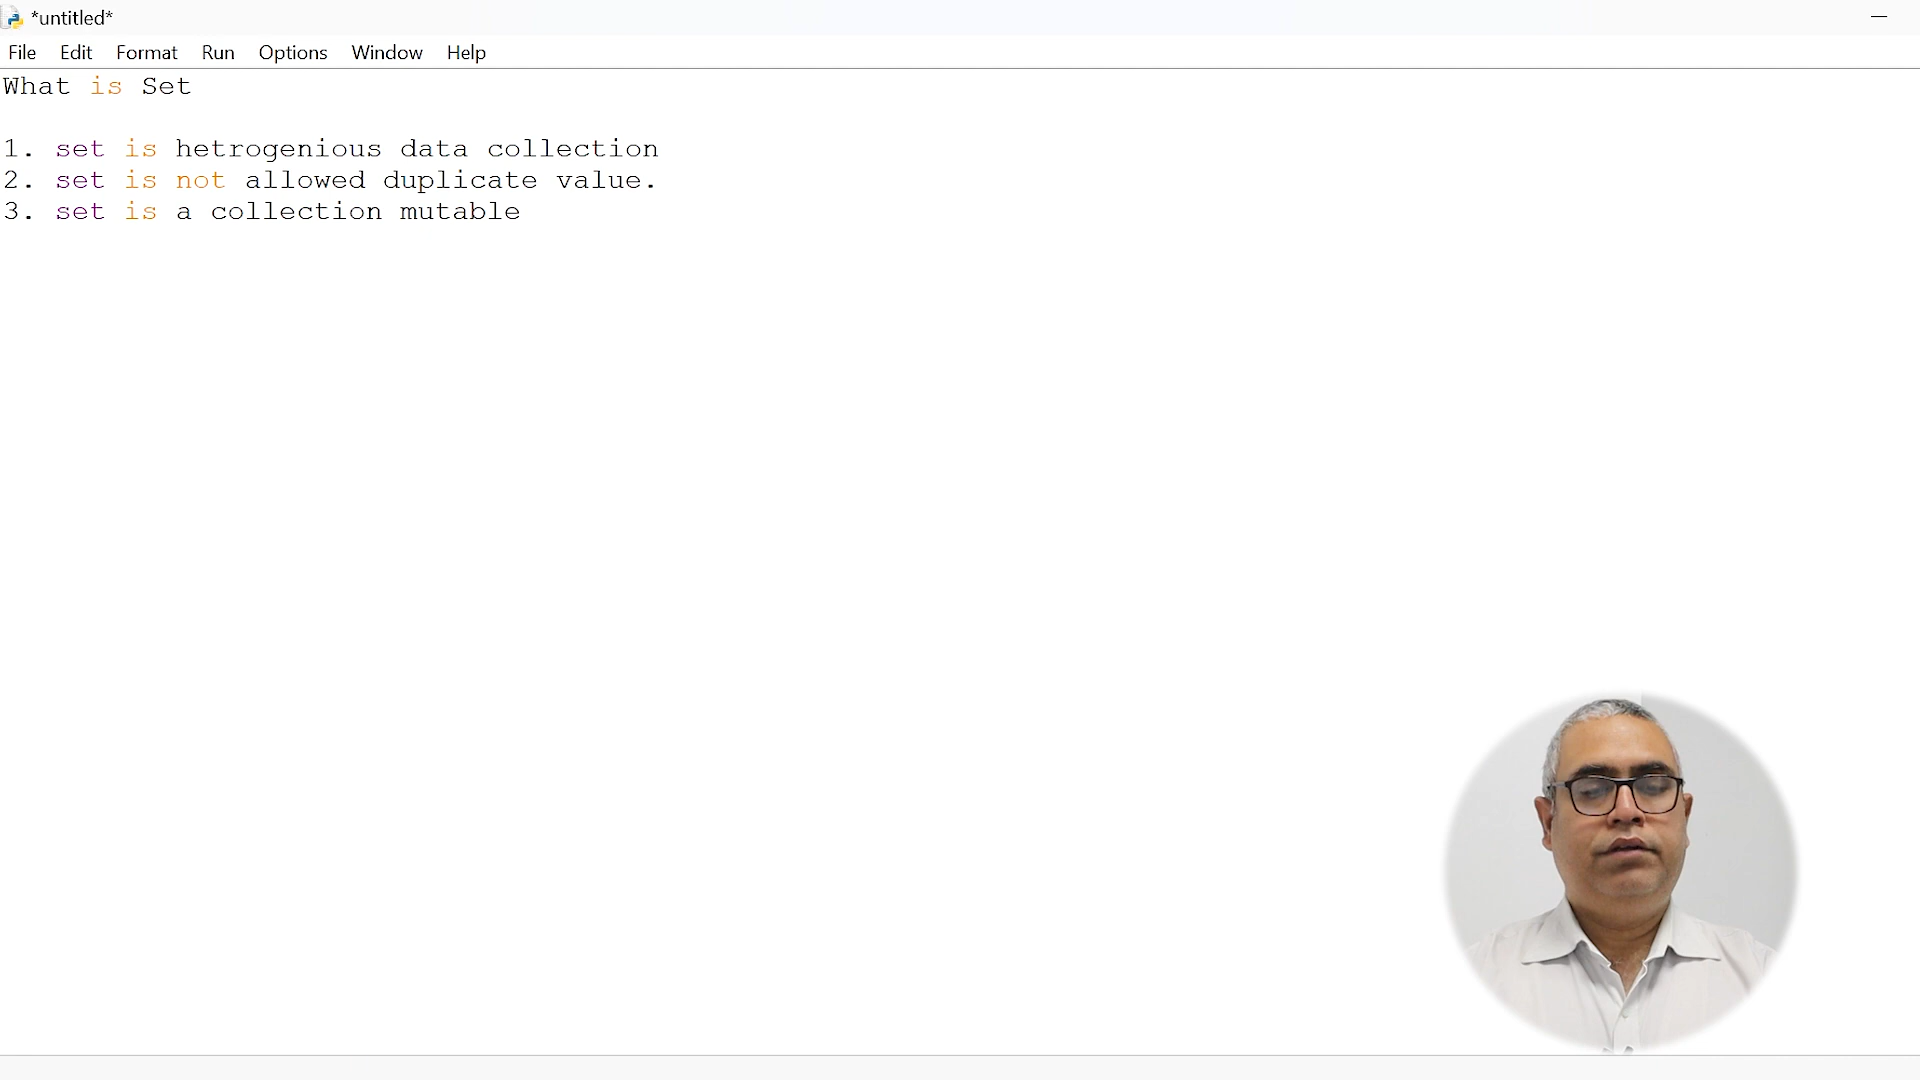 *untitled*
File Edit Format Run Options Window Help
What is Set
1. set is hetrogenious data collection
2. set is not allowed duplicate value.
3. set is a collection mutable